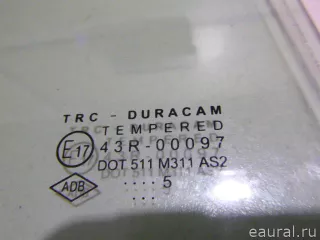 TRC - DURACAM
TEMPERED
E17 43R-00097
DOT 511 M311 AS2
ADB .... 5
eaural.ru